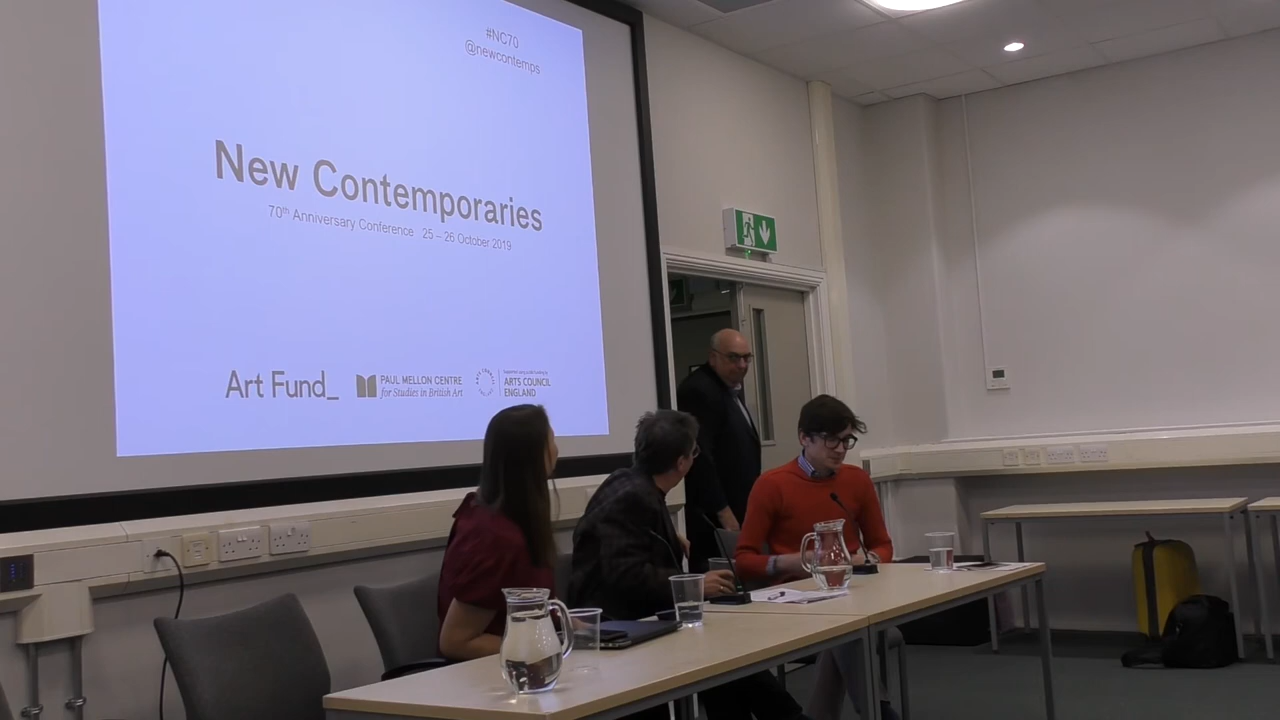 #NC70
@newcontemps
New Contemporaries
70th Anniversary Conference 25 – 26 October 2019
Art Fund_
PAUL MELLON CENTRE
for Studies in British Art
ARTS COUNCIL
ENGLAND